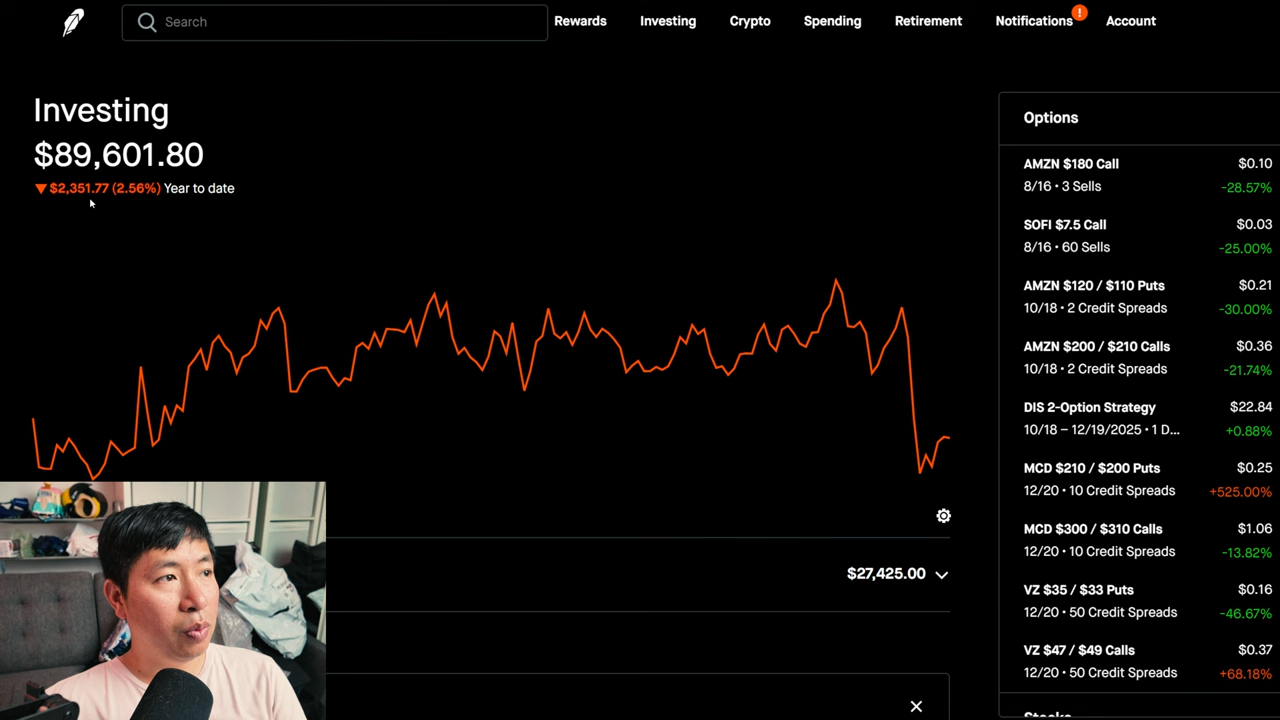 Search
Rewards
Investing
Crypto
Spending
Retirement
Notifications
!
Account
Investing
$89,601.80
▼ $2,351.77 (2.56%) Year to date
$27,425.00
Options
AMZN $180 Call $0.10
8/16 • 3 Sells -28.57%
SOFI $7.5 Call $0.03
8/16 • 60 Sells -25.00%
AMZN $120 / $110 Puts $0.21
10/18 • 2 Credit Spreads -30.00%
AMZN $200 / $210 Calls $0.36
10/18 • 2 Credit Spreads -21.74%
DIS 2-Option Strategy $22.84
10/18 – 12/19/2025 • 1 D... +0.88%
MCD $210 / $200 Puts $0.25
12/20 • 10 Credit Spreads +525.00%
MCD $300 / $310 Calls $1.06
12/20 • 10 Credit Spreads -13.82%
VZ $35 / $33 Puts $0.16
12/20 • 50 Credit Spreads -46.67%
VZ $47 / $49 Calls $0.37
12/20 • 50 Credit Spreads +68.18%
Stocks